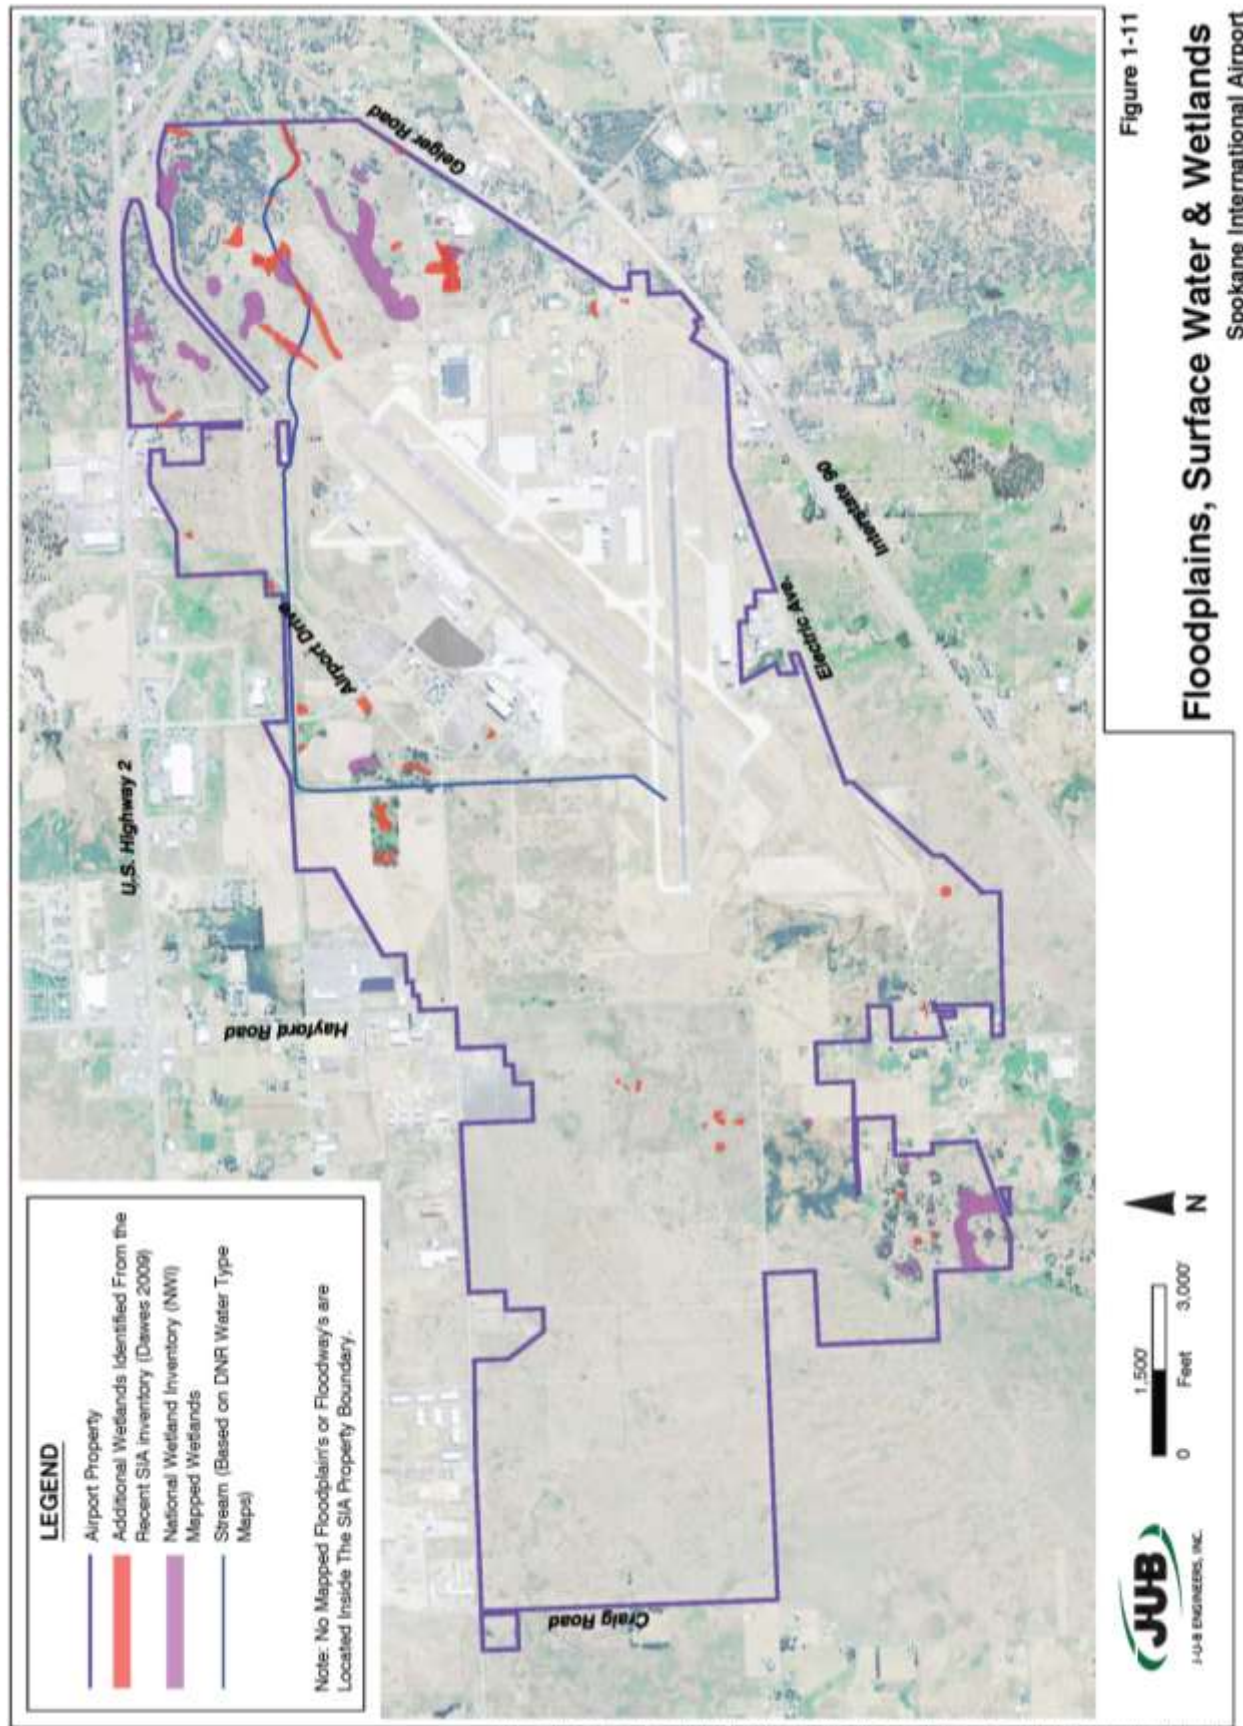 LEGEND
Airport Property
Additional Wetlands Identified From the
Recent SIA inventory (Dawes 2009)
National Wetland Inventory (NWI)
Mapped Wetlands
Stream (Based on DNR Water Type
Maps)
Note: No Mapped Floodplain's or Floodway's are
Located Inside The SIA Property Boundary.
U.S. Highway 2
Hayford Road
Airport Drive
Geiger Road
Craig Road
Electric Ave.
Interstate 90
JUB
J-U-B ENGINEERS, INC.
1,500'
0
Feet
3,000'
N
Figure 1-11
Floodplains, Surface Water & Wetlands
Spokane International Airport